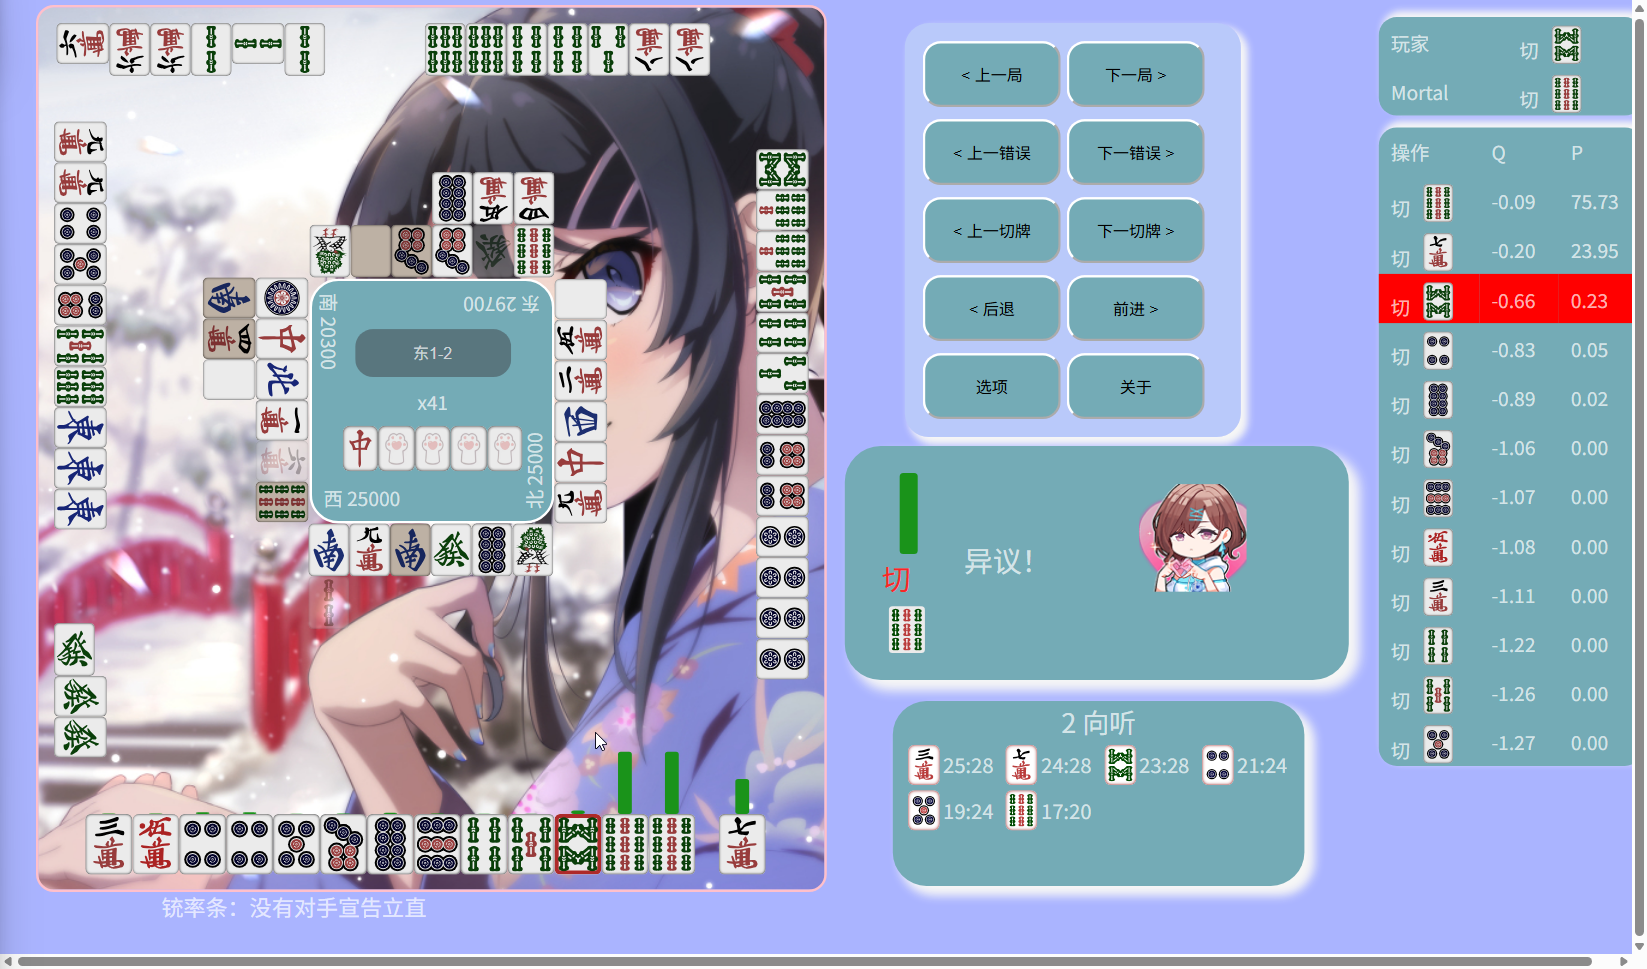 < 上一局
下一局 >
< 上一错误
下一错误 >
< 上一切牌
下一切牌 >
< 后退
前进 >
选项
关于
东 29700
南 20300
东1-2
x41
北 25000
西 25000
异议！
切
2 向听
25:28
24:28
23:28
21:24
19:24
17:20
铳率条：没有对手宣告立直
玩家 切
Mortal 切
操作 Q P
切 -0.09 75.73
切 -0.20 23.95
切 -0.66 0.23
切 -0.83 0.05
切 -0.89 0.02
切 -1.06 0.00
切 -1.07 0.00
切 -1.08 0.00
切 -1.11 0.00
切 -1.22 0.00
切 -1.26 0.00
切 -1.27 0.00